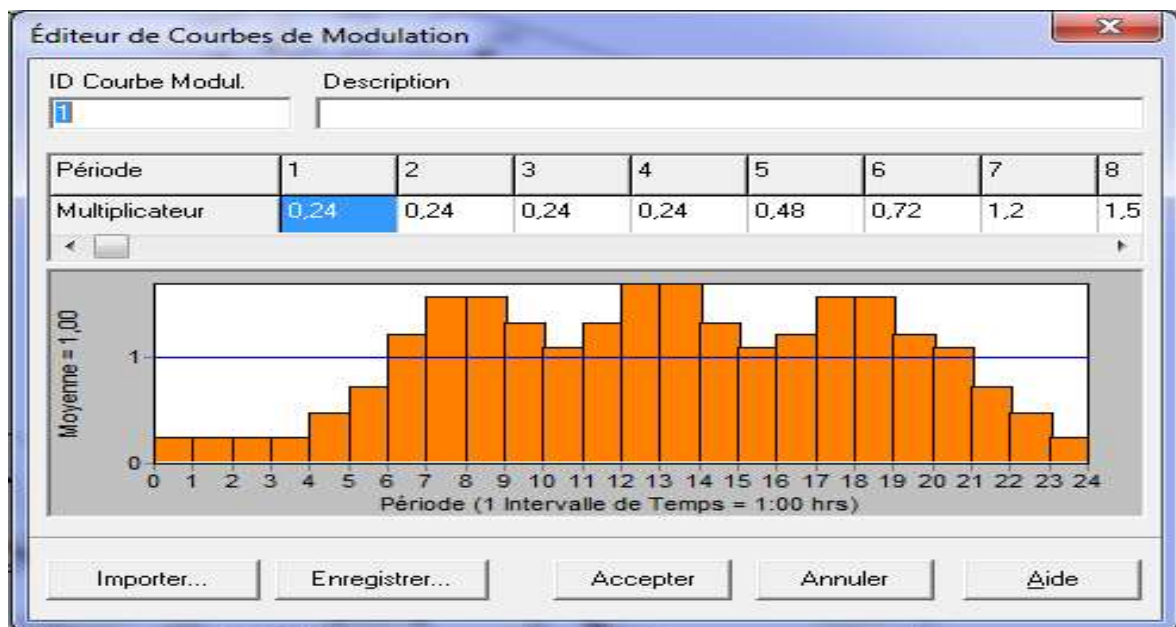 Éditeur de Courbes de Modulation
ID Courbe Modul. Description
1
Période 1 2 3 4 5 6 7 8
Multiplicateur 0,24 0,24 0,24 0,24 0,48 0,72 1,2 1,5
Moyenne = 1,00
1
0
0 1 2 3 4 5 6 7 8 9 10 11 12 13 14 15 16 17 18 19 20 21 22 23 24
Période (1 Intervalle de Temps = 1:00 hrs)
Importer... Enregistrer... Accepter Annuler Aide